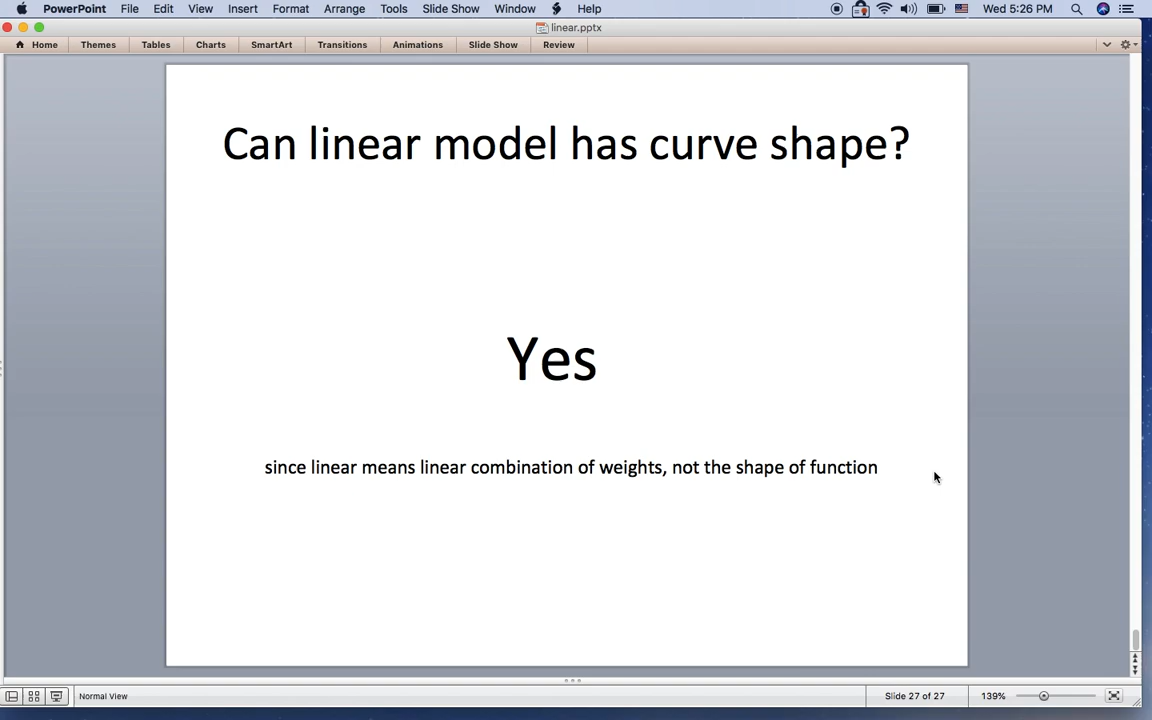 PowerPoint File Edit View Insert Format Arrange Tools Slide Show Window Help Wed 5:26 PM
linear.pptx
Home Themes Tables Charts SmartArt Transitions Animations Slide Show Review
Can linear model has curve shape?
Yes
since linear means linear combination of weights, not the shape of function
Normal View Slide 27 of 27 139%